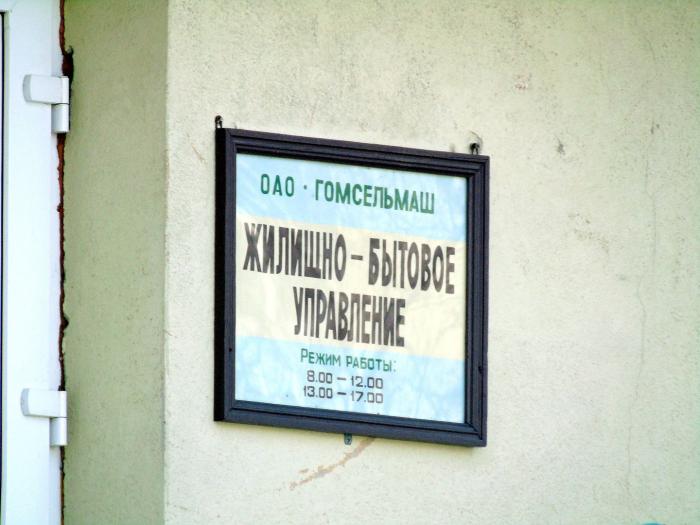 ОАО · ГОМСЕЛЬМАШ
ЖИЛИЩНО – БЫТОВОЕ
УПРАВЛЕНИЕ
РЕЖИМ РАБОТЫ:
8.00 – 12.00
13.00 – 17.00